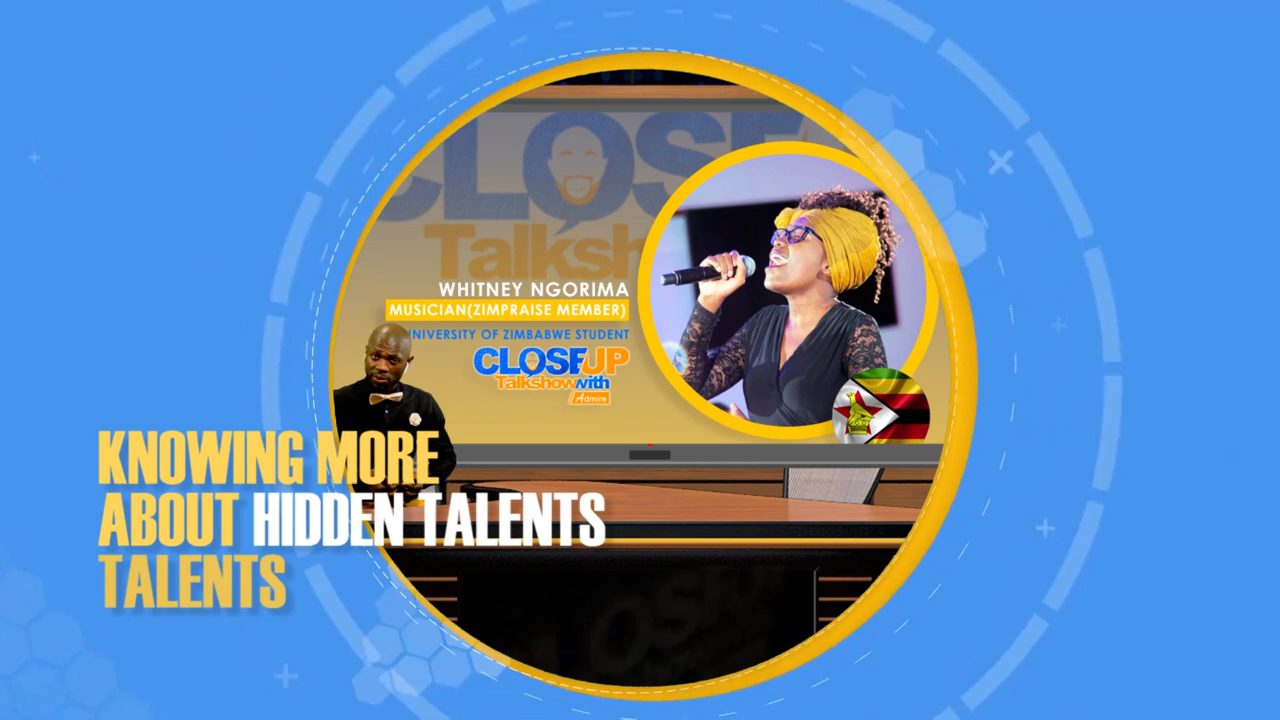 CLOSE
Talksh
WHITNEY NGORIMA
MUSICIAN(ZIMPRAISE MEMBER)
NIVERSITY OF ZIMBABWE STUDENT
CLOSEUP
Talkshow with
Admire
KNOWING MORE
ABOUT HIDDEN TALENTS
TALENTS